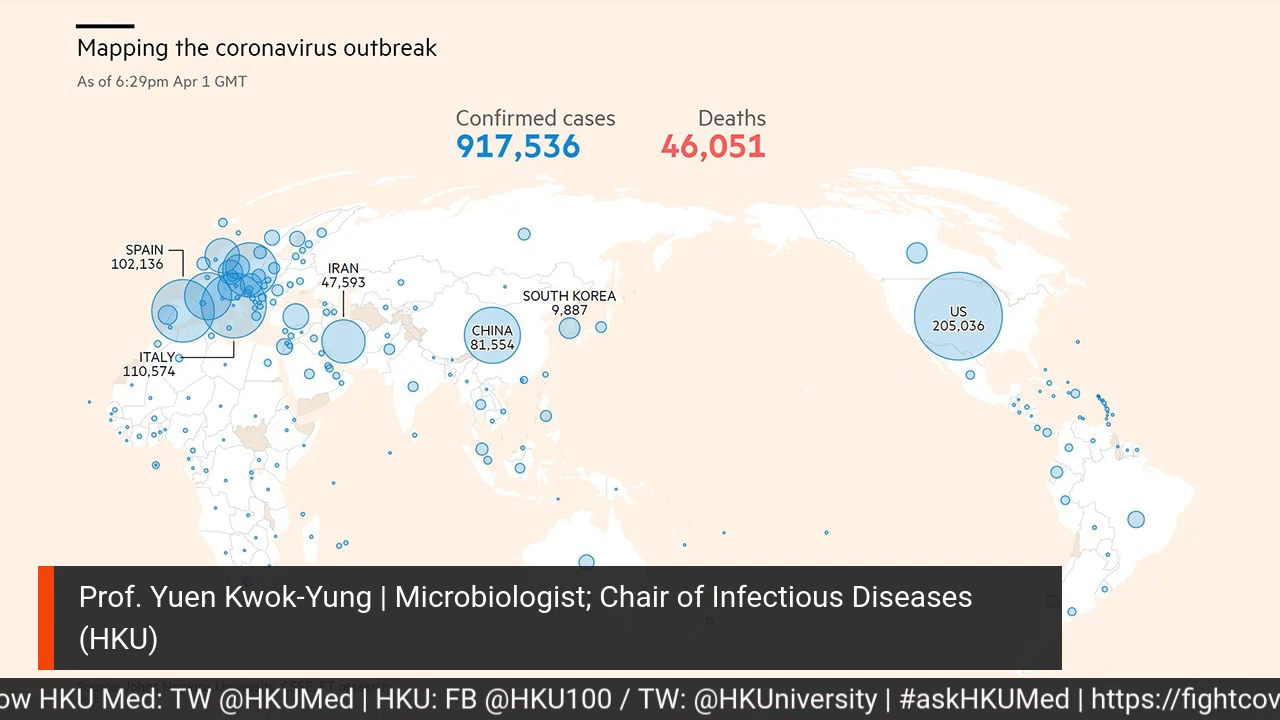 Mapping the coronavirus outbreak
As of 6:29pm Apr 1 GMT
Confirmed cases
917,536
Deaths
46,051
SPAIN
102,136
IRAN
47,593
SOUTH KOREA
9,887
CHINA
81,554
US
205,036
ITALY
110,574
Prof. Yuen Kwok-Yung | Microbiologist; Chair of Infectious Diseases
(HKU)
ow HKU Med: TW @HKUMed | HKU: FB @HKU100 / TW: @HKUniversity | #askHKUMed | https://fightcov